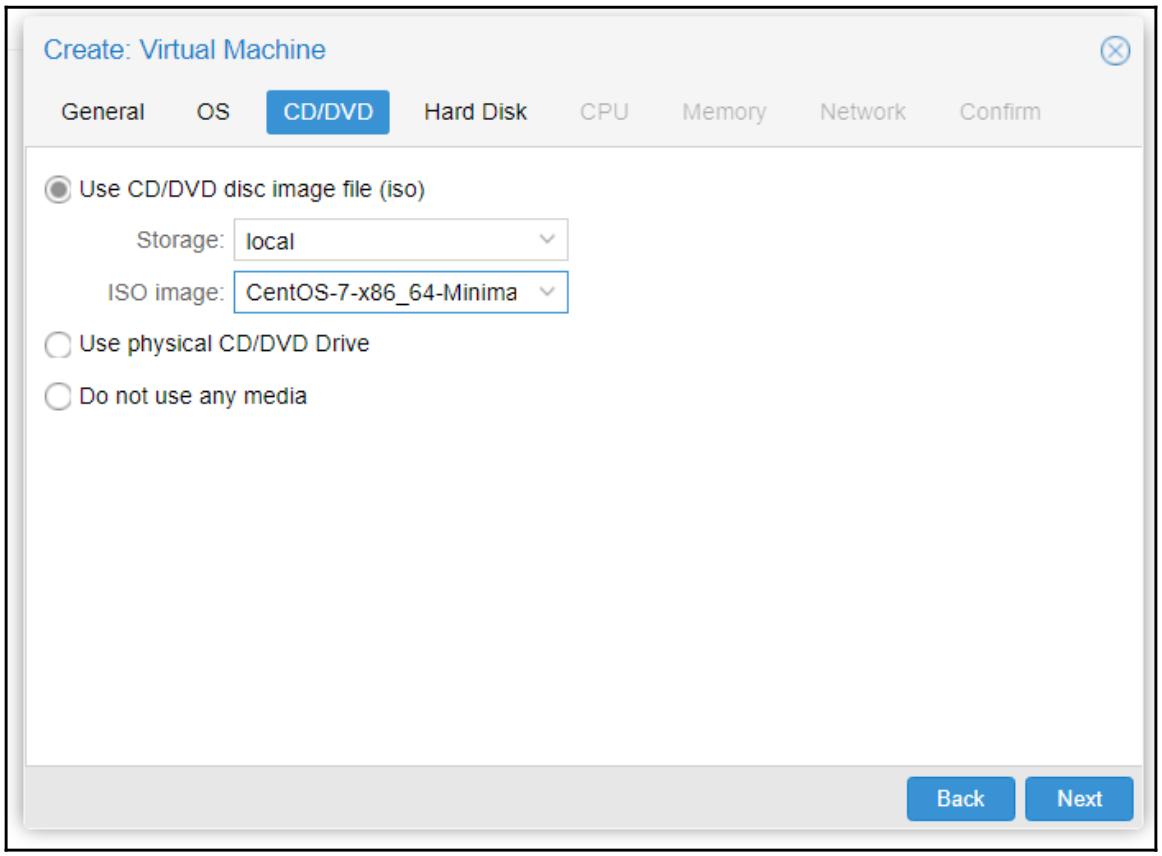 Create: Virtual Machine
General OS CD/DVD Hard Disk CPU Memory Network Confirm
Use CD/DVD disc image file (iso)
Storage: local
ISO image: CentOS-7-x86_64-Minima
Use physical CD/DVD Drive
Do not use any media
Back Next